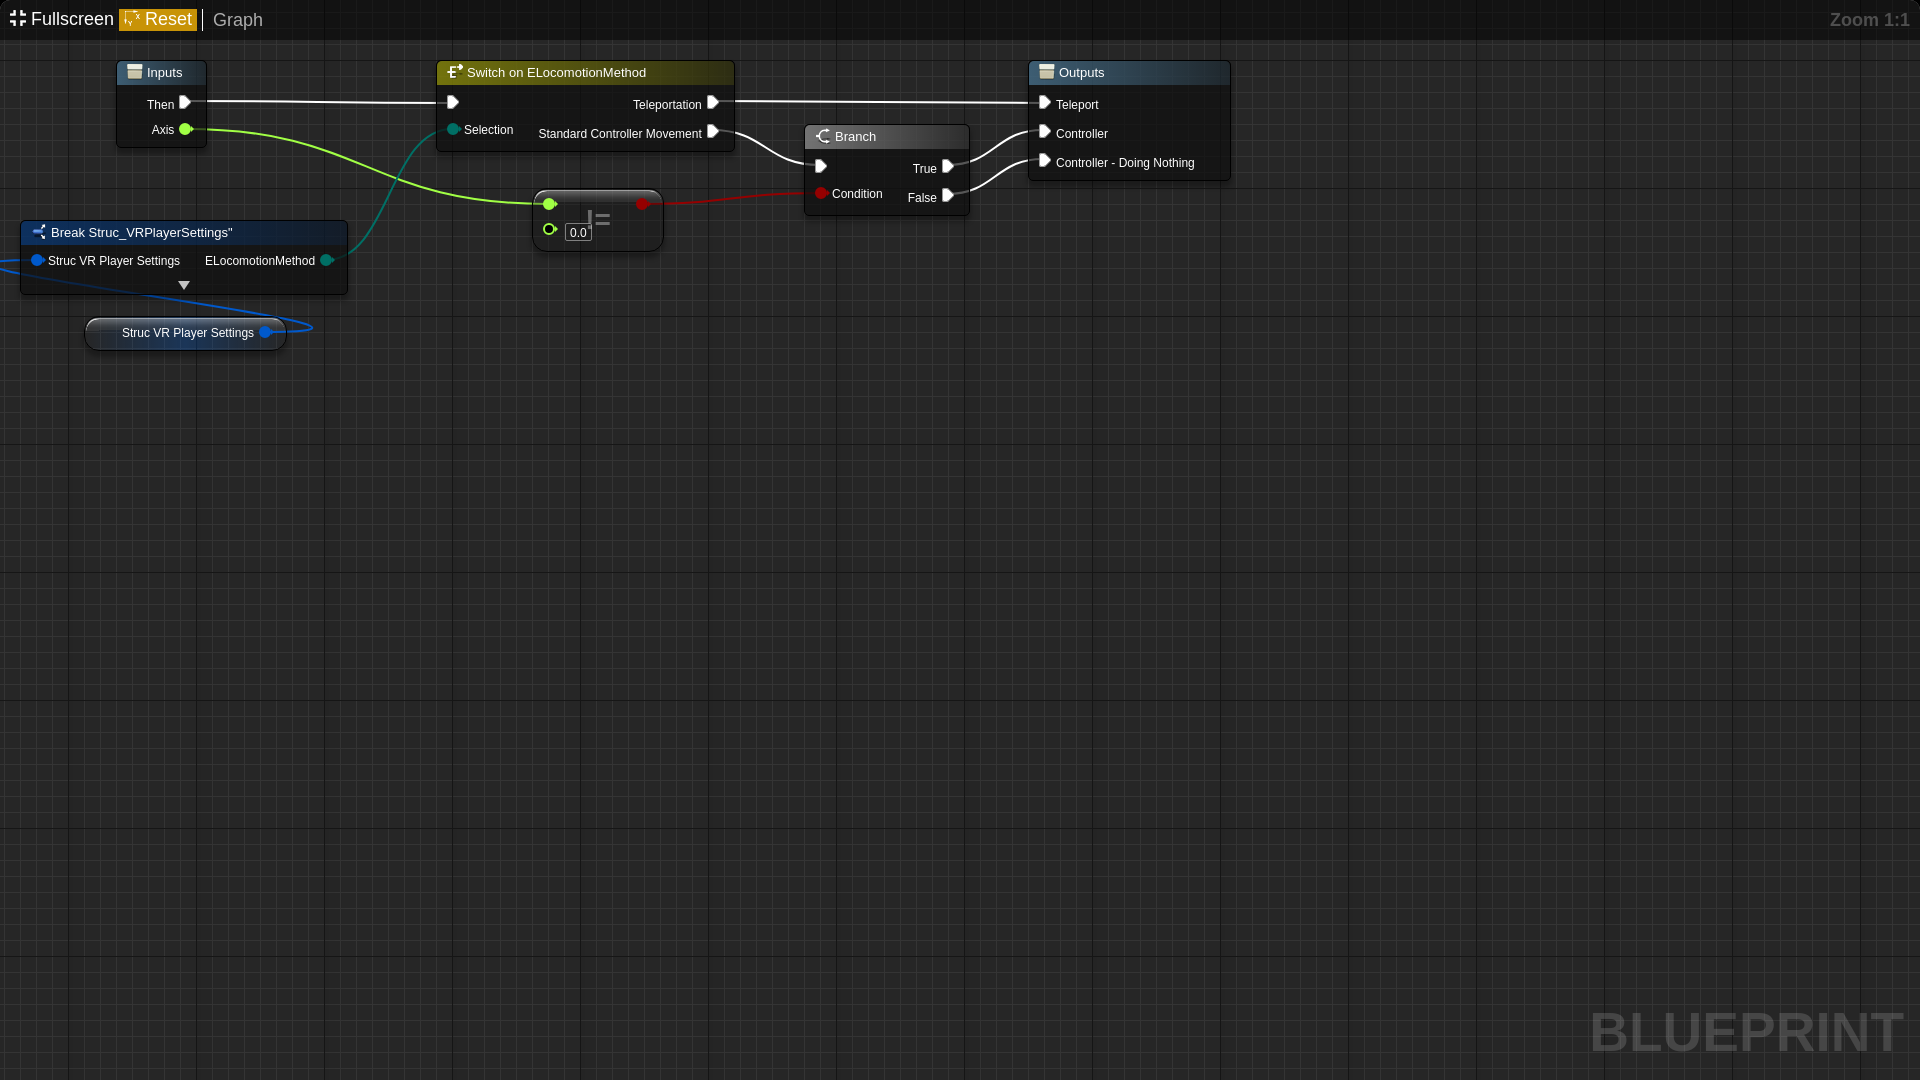 Fullscreen Reset Graph Zoom 1:1
Inputs
Then
Axis
Switch on ELocomotionMethod
Teleportation
Selection
Standard Controller Movement
Outputs
Teleport
Controller
Controller - Doing Nothing
Branch
True
Condition
False
!=
0.0
Break Struc_VRPlayerSettings"
Struc VR Player Settings ELocomotionMethod
Struc VR Player Settings
BLUEPRINT